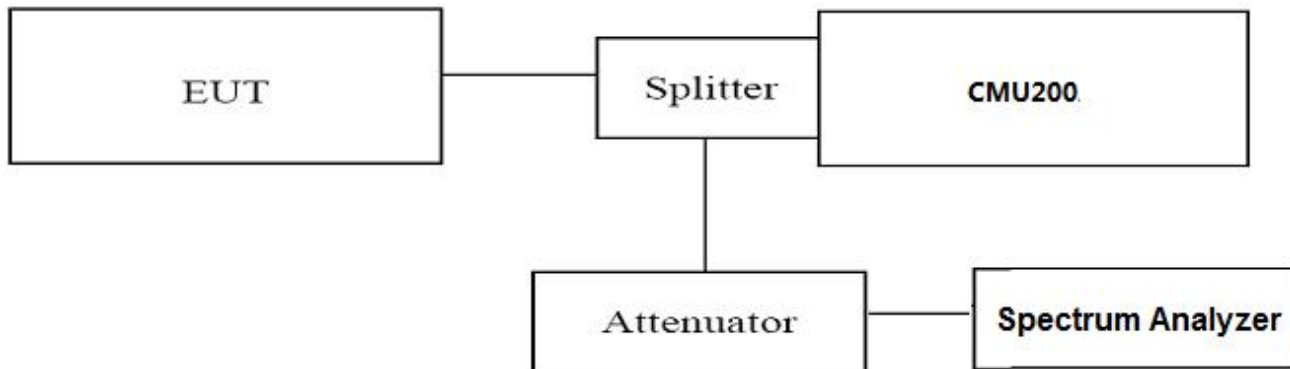 EUT
Splitter
CMU200.
Attenuator
Spectrum Analyzer